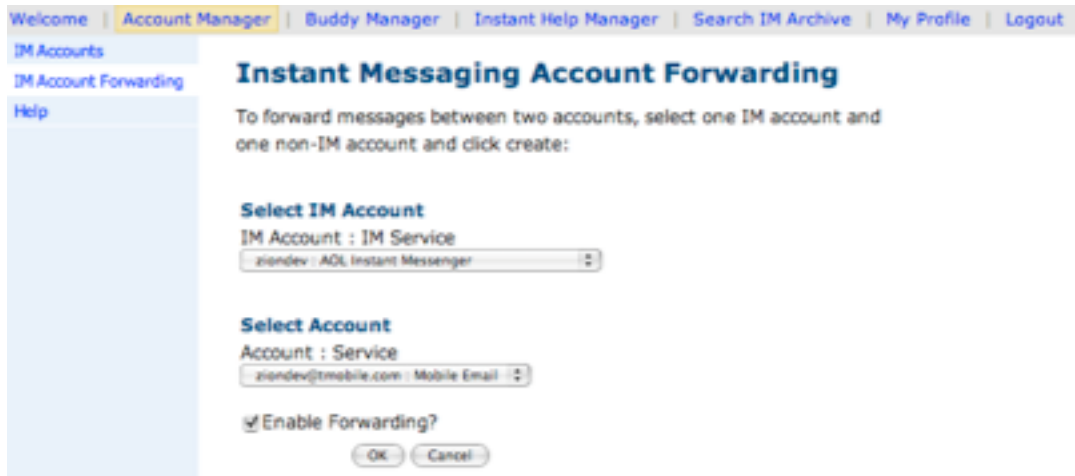 Welcome | Account Manager | Buddy Manager | Instant Help Manager | Search IM Archive | My Profile | Logout
IM Accounts
IM Account Forwarding
Help
Instant Messaging Account Forwarding
To forward messages between two accounts, select one IM account and
one non-IM account and click create:
Select IM Account
IM Account : IM Service
ziondev : AOL Instant Messenger
Select Account
Account : Service
ziondev@tmobile.com : Mobile Email
Enable Forwarding?
OK Cancel